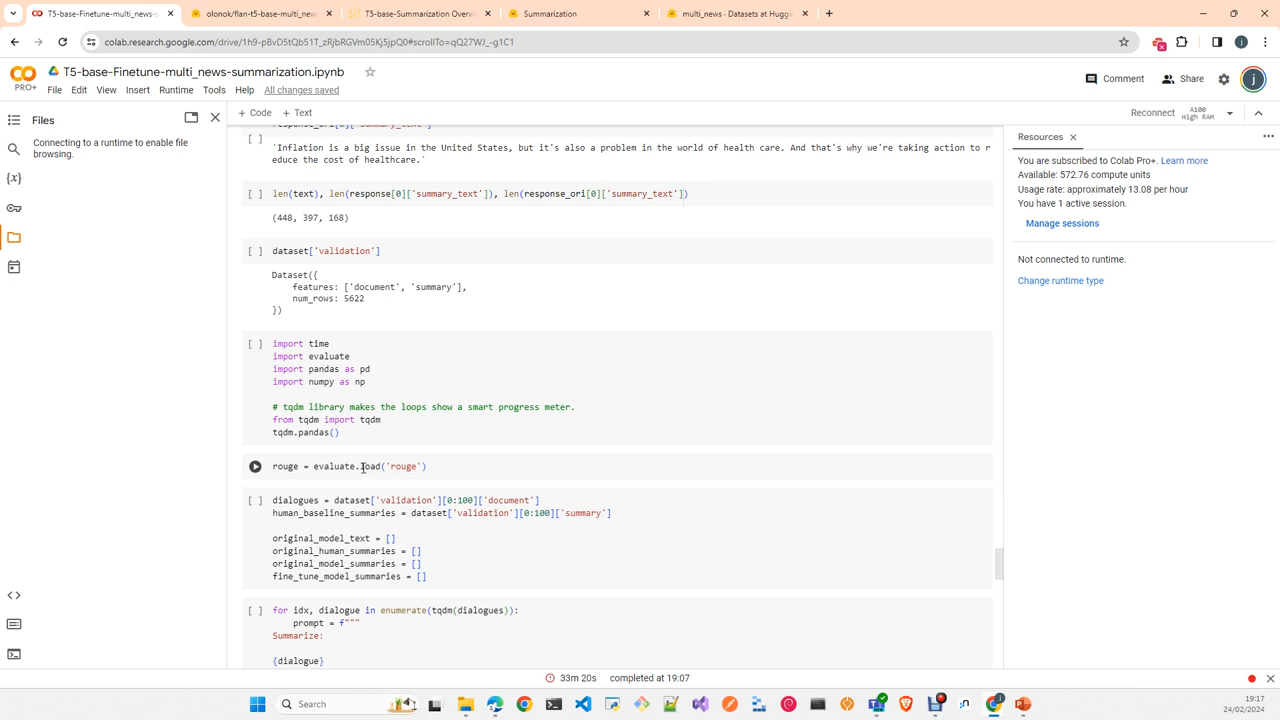 T5-base-Finetune-multi_news-s
olonok/flan-t5-base-multi_new
T5-base-Summarization Overvi
Summarization
multi_news · Datasets at Huggi
colab.research.google.com/drive/1h9-pBvD5tQb51T_zRjbRGVm05Kj5jpQ0#scrollTo=qQ27WJ_-g1C1
T5-base-Finetune-multi_news-summarization.ipynb
PRO+
File Edit View Insert Runtime Tools Help All changes saved
Comment
Share
j
Files
+ Code + Text
Reconnect
A100
High RAM
Connecting to a runtime to enable file
browsing.
Resources
You are subscribed to Colab Pro+. Learn more
Available: 572.76 compute units
Usage rate: approximately 13.08 per hour
You have 1 active session.
Manage sessions
Not connected to runtime.
Change runtime type
'Inflation is a big issue in the United States, but it's also a problem in the world of health care. And that's why we're taking action to r
educe the cost of healthcare.'
[ ] len(text), len(response[0]['summary_text']), len(response_ori[0]['summary_text'])
(448, 397, 168)
[ ] dataset['validation']
Dataset({
features: ['document', 'summary'],
num_rows: 5622
})
[ ] import time
import evaluate
import pandas as pd
import numpy as np
# tqdm library makes the loops show a smart progress meter.
from tqdm import tqdm
tqdm.pandas()
rouge = evaluate.load('rouge')
[ ] dialogues = dataset['validation'][0:100]['document']
human_baseline_summaries = dataset['validation'][0:100]['summary']
original_model_text = []
original_human_summaries = []
original_model_summaries = []
fine_tune_model_summaries = []
[ ] for idx, dialogue in enumerate(tqdm(dialogues)):
prompt = f"""
Summarize:
{dialogue}
33m 20s completed at 19:07
Search
19:17
24/02/2024